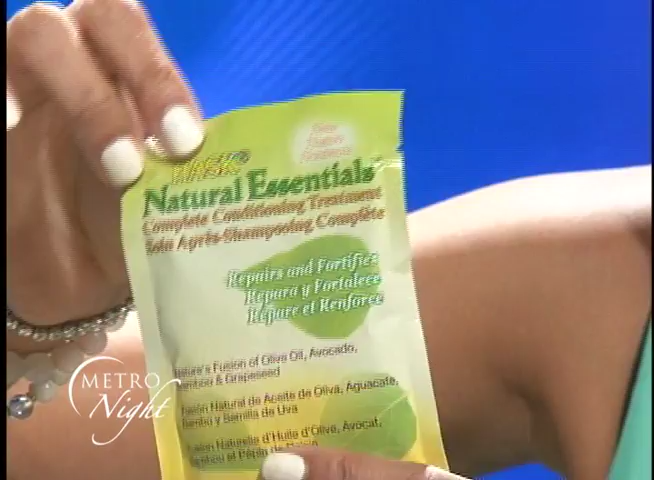 HASK
Natural Essentials
Complete Conditioning Treatment
Soin Après-Shampooing Complète
Repairs and Fortifies
Repara y Fortalece
Répare et Renforce
Nature's Fusion of Olive Oil, Avocado,
Bamboo & Grapeseed
Fusión Natural de Aceite de Oliva, Aguacate,
Bambú y Semilla de Uva
Fusion Naturelle d'Huile d'Olive, Avocat,
METRO
Night